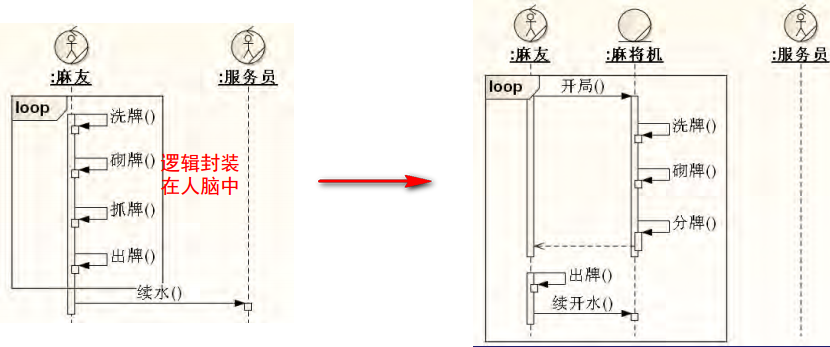 :麻友
:服务员
loop
洗牌()
砌牌()
抓牌()
出牌()
续水()
逻辑封装
在人脑中
:麻友
:麻将机
:服务员
loop
开局()
洗牌()
砌牌()
分牌()
出牌()
续开水()